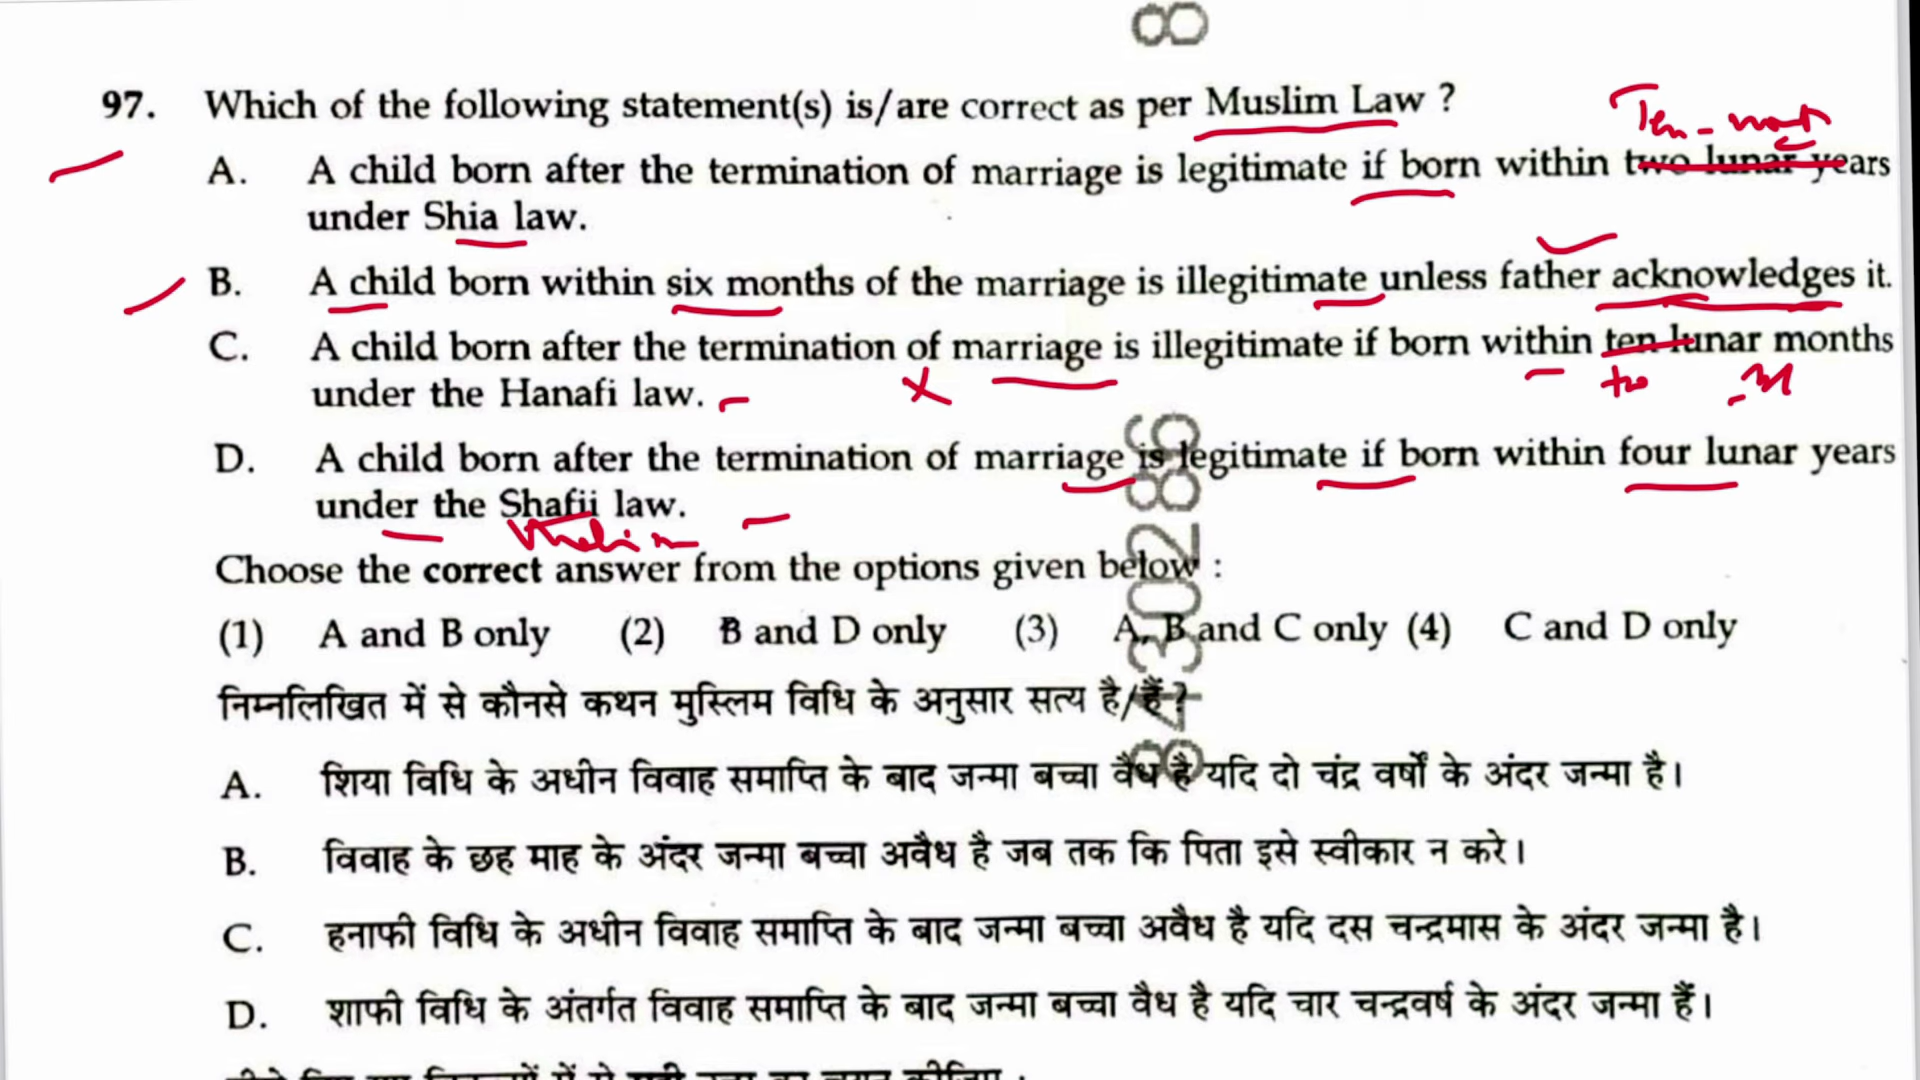 8
97. Which of the following statement(s) is/are correct as per Muslim Law ?
Ten -
A. A child born after the termination of marriage is legitimate if born within two lunar years
under Shia law.
B. A child born within six months of the marriage is illegitimate unless father acknowledges it.
C. A child born after the termination of marriage is illegitimate if born within ten lunar months
under the Hanafi law.
D. A child born after the termination of marriage is legitimate if born within four lunar years
under the Shafii law.
Choose the correct answer from the options given below :
(1) A and B only (2) B and D only (3) A, B and C only (4) C and D only
निम्नलिखित में से कौनसे कथन मुस्लिम विधि के अनुसार सत्य है/हैं ?
A. शिया विधि के अधीन विवाह समाप्ति के बाद जन्मा बच्चा वैध है यदि दो चंद्र वर्षों के अंदर जन्मा है।
B. विवाह के छह माह के अंदर जन्मा बच्चा अवैध है जब तक कि पिता इसे स्वीकार न करे।
C. हनाफी विधि के अधीन विवाह समाप्ति के बाद जन्मा बच्चा अवैध है यदि दस चन्द्रमास के अंदर जन्मा है।
D. शाफी विधि के अंतर्गत विवाह समाप्ति के बाद जन्मा बच्चा वैध है यदि चार चन्द्रवर्ष के अंदर जन्मा हैं।